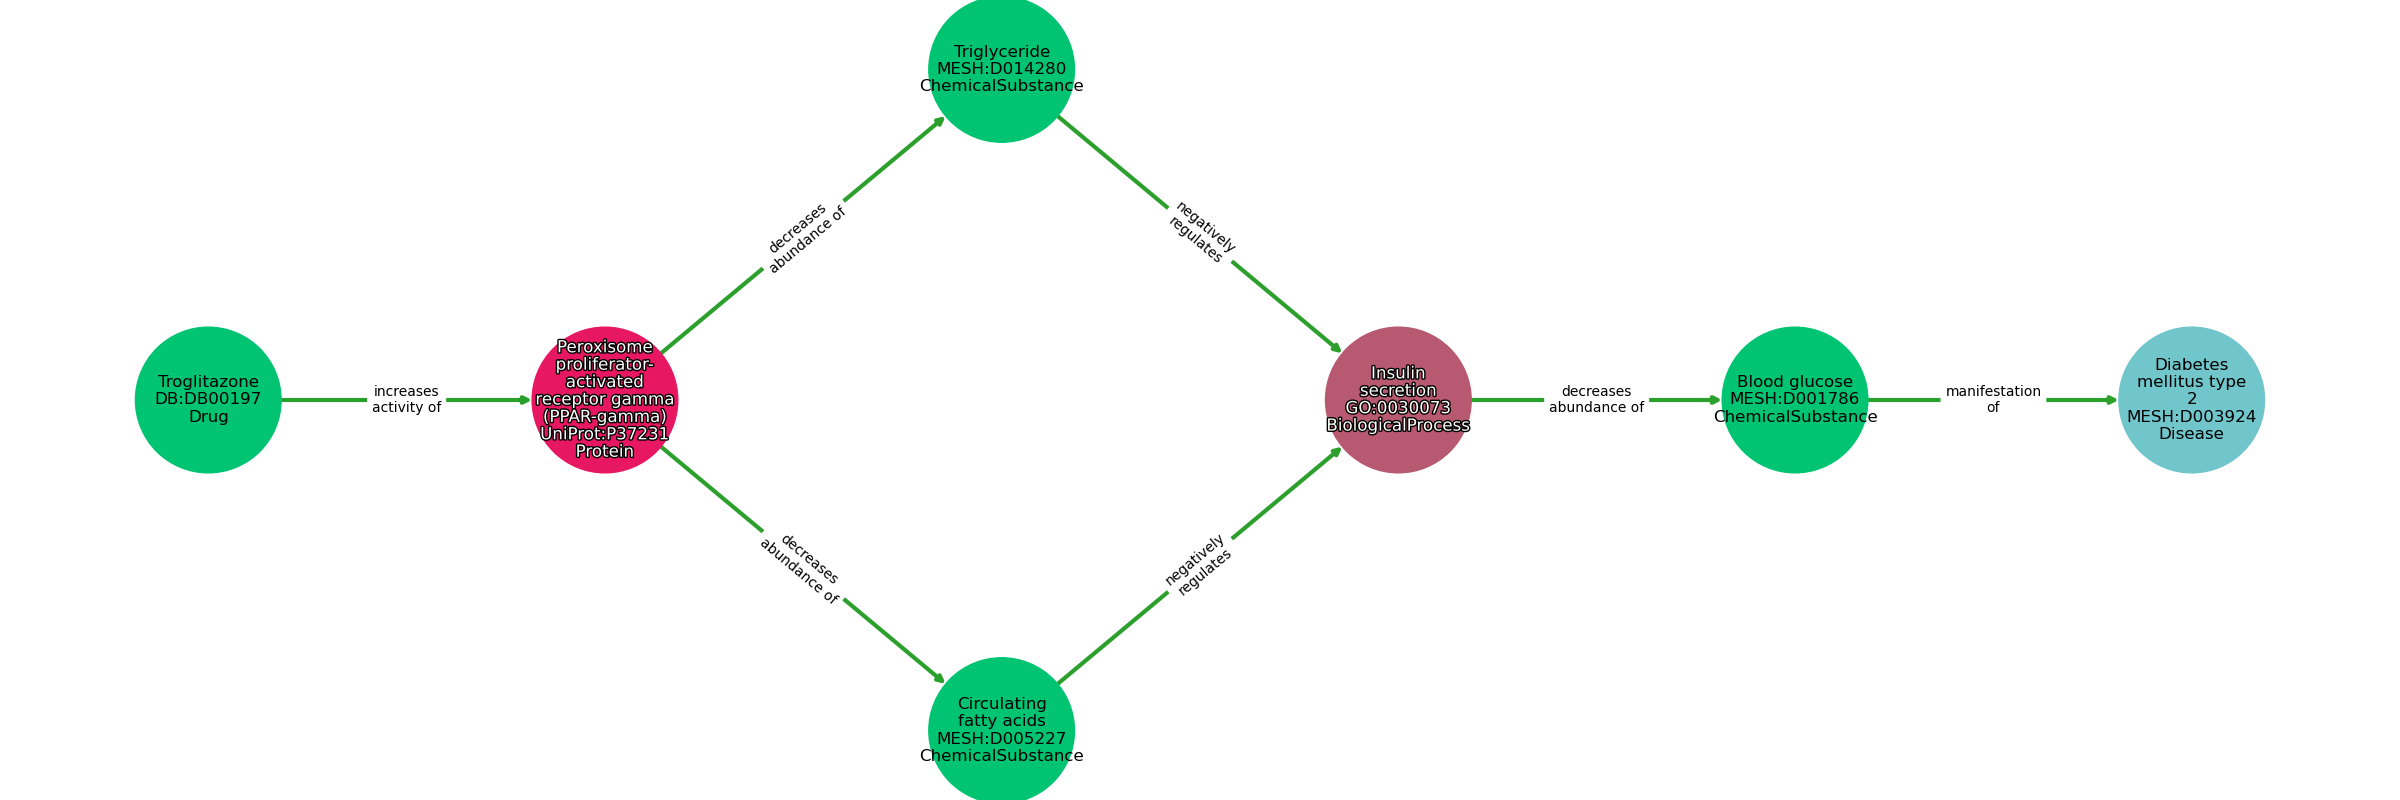 Triglyceride
MESH:D014280
ChemicalSubstance
decreases
abundance of
negatively
regulates
Troglitazone
DB:DB00197
Drug
increases
activity of
Peroxisome
proliferator-
activated
receptor gamma
(PPAR-gamma)
UniProt:P37231
Protein
Insulin
secretion
GO:0030073
BiologicalProcess
decreases
abundance of
Blood glucose
MESH:D001786
ChemicalSubstance
manifestation
of
Diabetes
mellitus type
2
MESH:D003924
Disease
decreases
abundance of
negatively
regulates
Circulating
fatty acids
MESH:D005227
ChemicalSubstance